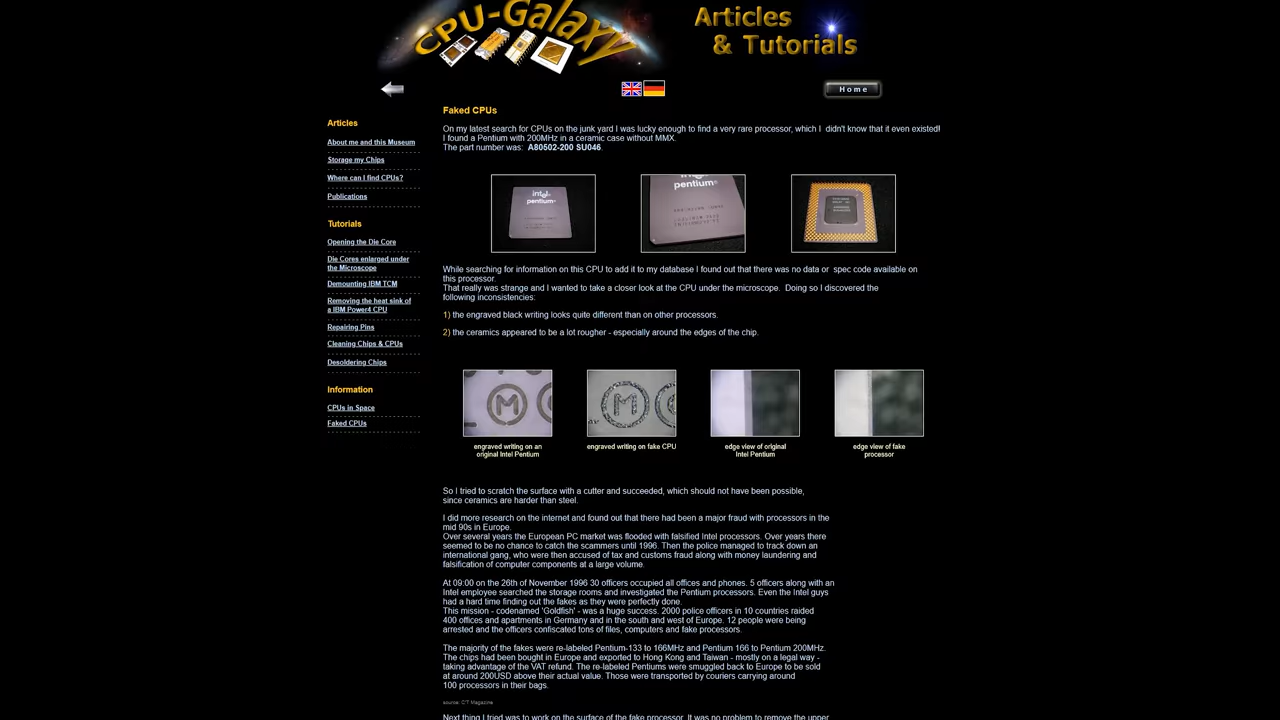 CPU-Galaxy
Articles
& Tutorials
Home
Articles
About me and this Museum
Storage my Chips
Where can I find CPUs?
Publications
Tutorials
Opening the Die Core
Die Cores enlarged under
the Microscope
Demounting IBM TCM
Removing the heat sink of
a IBM Power4 CPU
Repairing Pins
Cleaning Chips & CPUs
Desoldering Chips
Information
CPUs in Space
Faked CPUs
Faked CPUs
On my latest search for CPUs on the junk yard I was lucky enough to find a very rare processor, which I didn't know that it even existed!
I found a Pentium with 200MHz in a ceramic case without MMX.
The part number was: A80502-200 SU046.
intel
pentium
intel
pentium
While searching for information on this CPU to add it to my database I found out that there was no data or spec code available on
this processor.
That really was strange and I wanted to take a closer look at the CPU under the microscope. Doing so I discovered the
following inconsistencies:
1) the engraved black writing looks quite different than on other processors.
2) the ceramics appeared to be a lot rougher - especially around the edges of the chip.
M
M
engraved writing on an
original Intel Pentium
engraved writing on fake CPU
edge view of original
Intel Pentium
edge view of fake
processor
So I tried to scratch the surface with a cutter and succeeded, which should not have been possible,
since ceramics are harder than steel.
I did more research on the internet and found out that there had been a major fraud with processors in the
mid 90s in Europe.
Over several years the European PC market was flooded with falsified Intel processors. Over years there
seemed to be no chance to catch the scammers until 1996. Then the police managed to track down an
international gang, who were then accused of tax and customs fraud along with money laundering and
falsification of computer components at a large volume.
At 09:00 on the 26th of November 1996 30 officers occupied all offices and phones. 5 officers along with an
Intel employee searched the storage rooms and investigated the Pentium processors. Even the Intel guys
had a hard time finding out the fakes as they were perfectly done.
This mission - codenamed 'Goldfish' - was a huge success. 2000 police officers in 10 countries raided
400 offices and apartments in Germany and in the south and west of Europe. 12 people were being
arrested and the officers confiscated tons of files, computers and fake processors.
The majority of the fakes were re-labeled Pentium-133 to 166MHz and Pentium 166 to Pentium 200MHz.
The chips had been bought in Europe and exported to Hong Kong and Taiwan - mostly on a legal way -
taking advantage of the VAT refund. The re-labeled Pentiums were smuggled back to Europe to be sold
at around 200USD above their actual value. Those were transported by couriers carrying around
100 processors in their bags.
source: C'T Magazine
Next thing I tried was to work on the surface of the fake processor. It was no problem to remove the upper